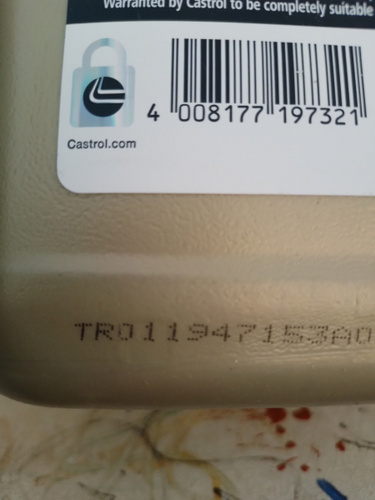 Warranted by Castrol to be completely suitable
4 008177 197321
Castrol.com
TR011947153A0